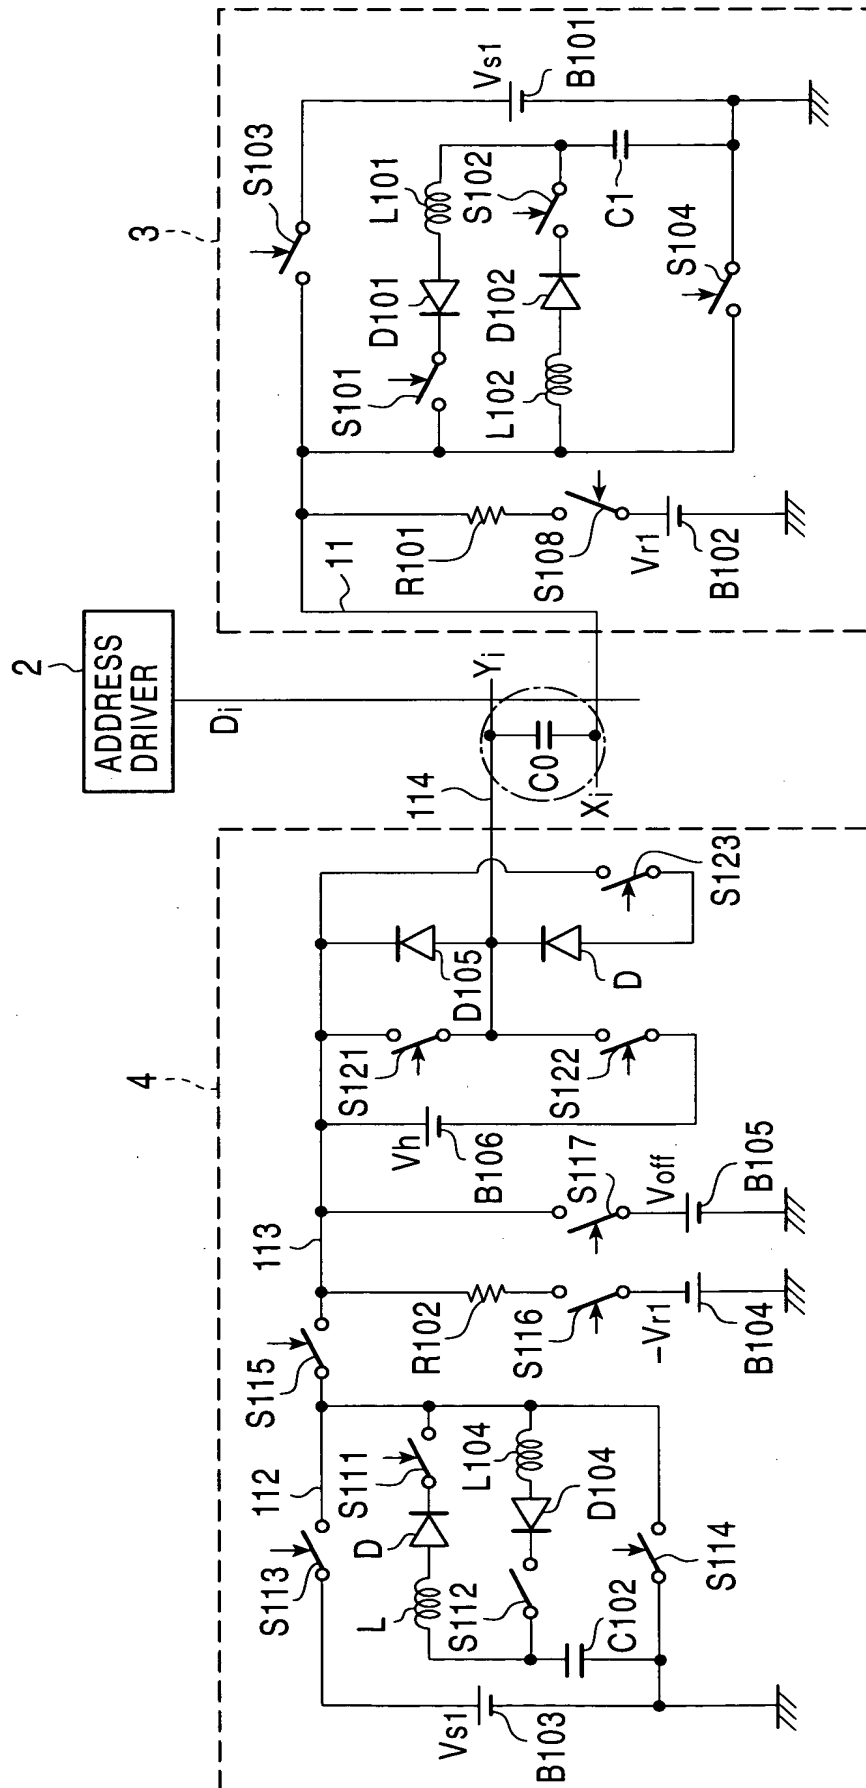 2
ADDRESS
DRIVER
Di
4
3
113
112
S113
S115
S111
D
L
S112
L104
D104
C102
S114
Vs1
B103
R102
S116
-Vr1
B104
S117
Voff
B105
Vh
B106
S121
S122
D105
D
S123
114
Yi
C0
Xi
11
R101
S108
Vr1
B102
S103
S101
D101
L101
L102
D102
S102
C1
S104
Vs1
B101